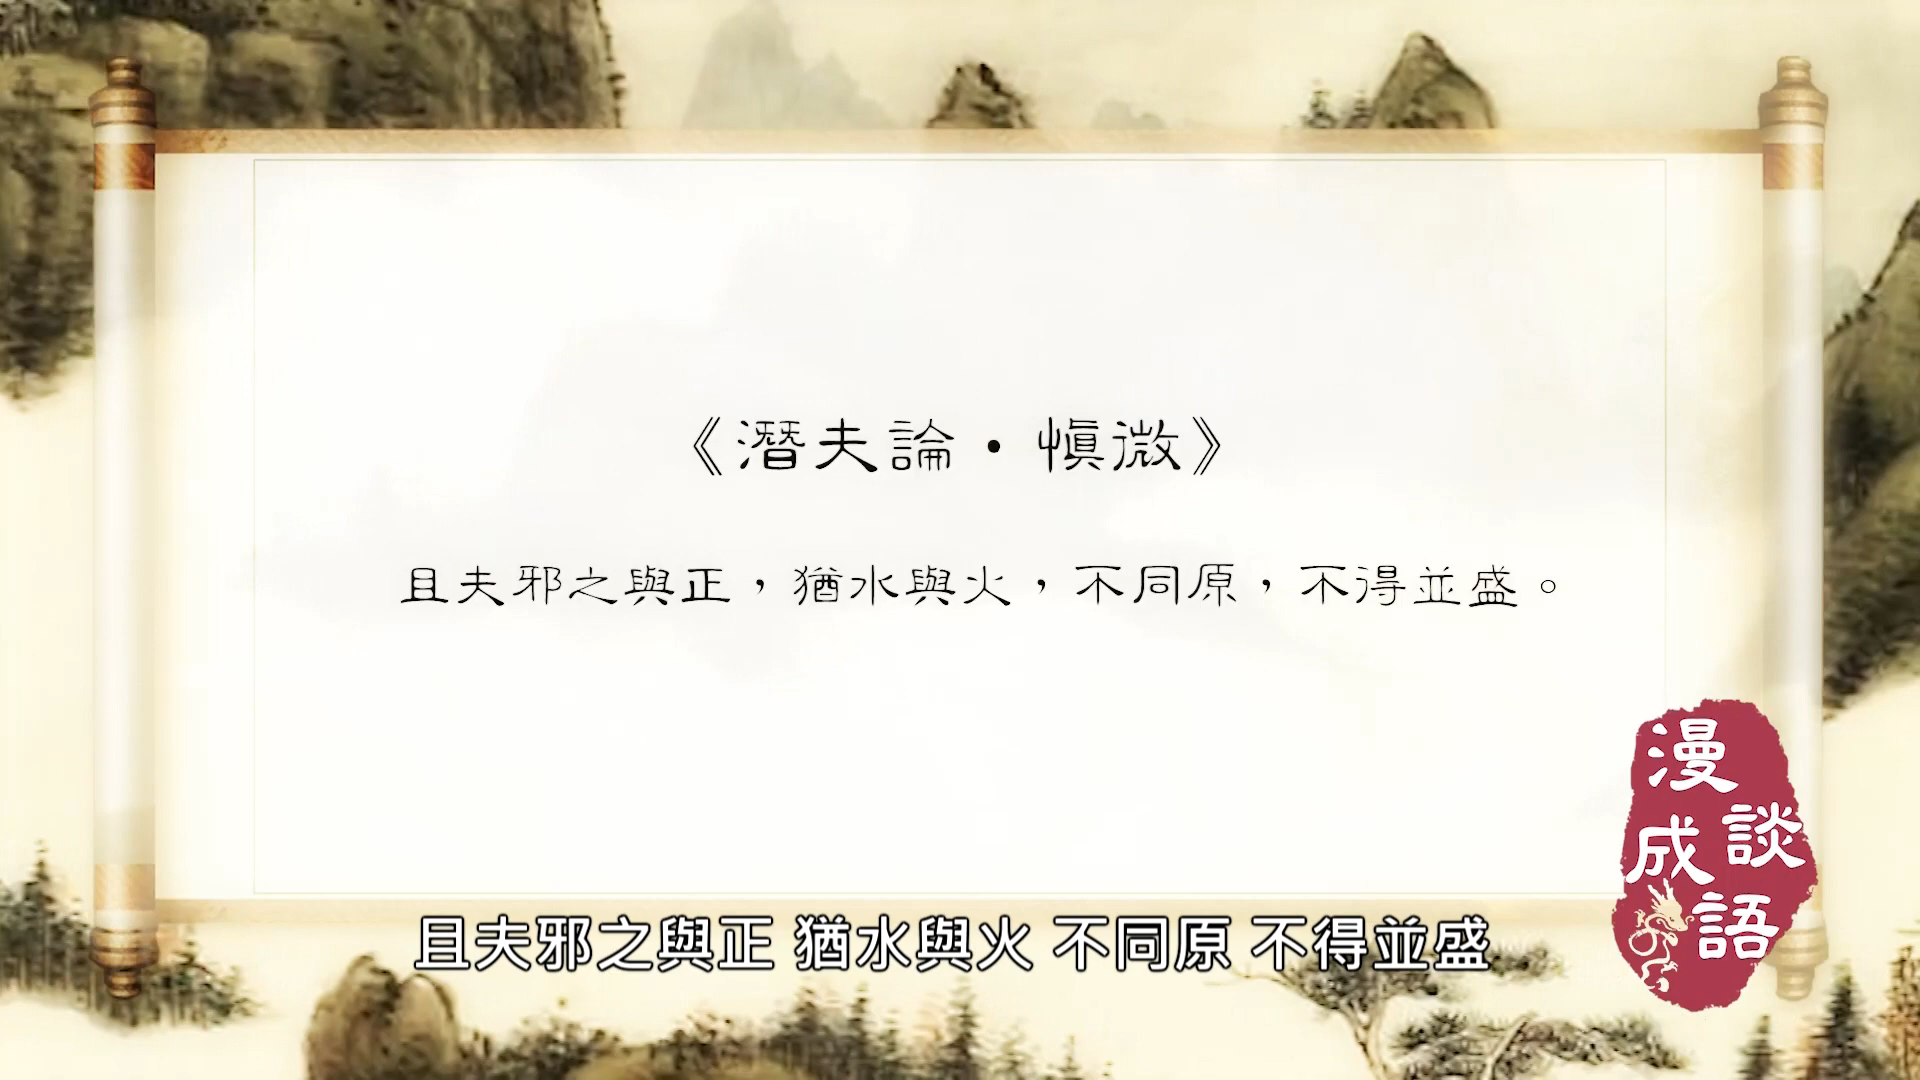 《潛夫論·慎微》
且夫邪之與正，猶水與火，不同原，不得並盛。
漫談
成語
且夫邪之與正 猶水與火 不同原 不得並盛